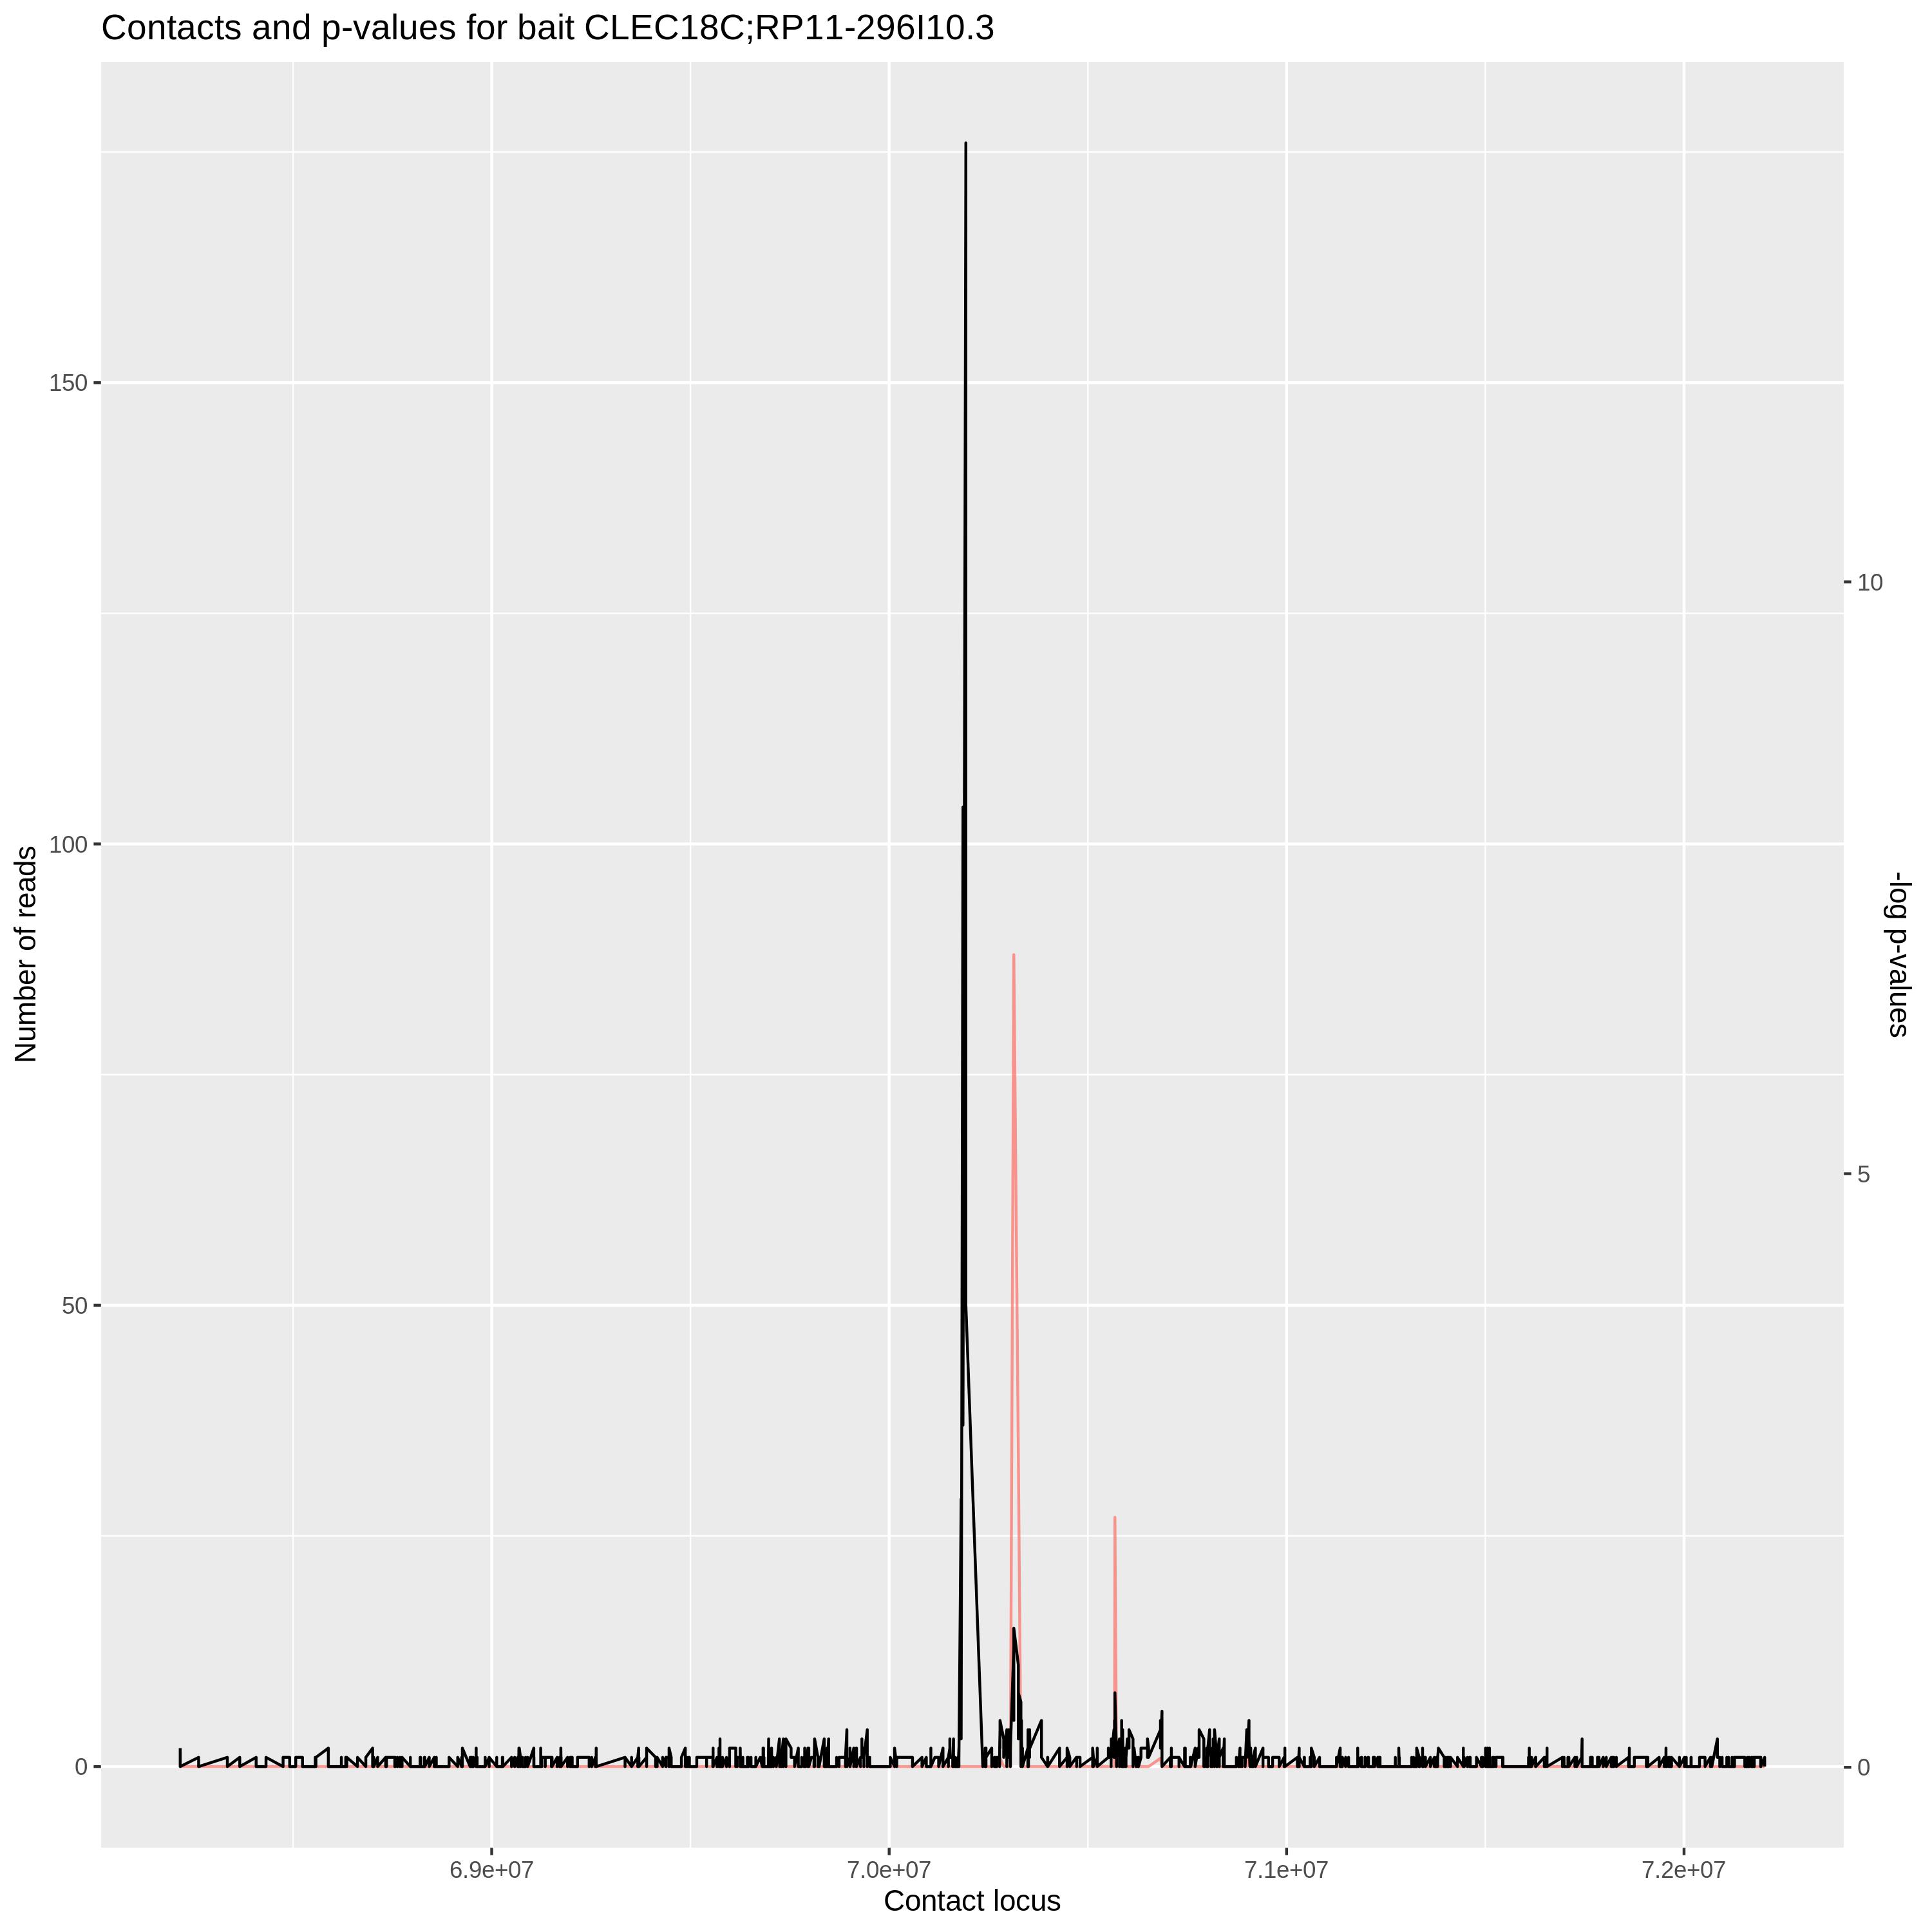 Contacts and p-values for bait CLEC18C;RP11-296I10.3
150
100
50
0
Number of reads
10
5
0
-log p-values
6.9e+07
7.0e+07
7.1e+07
7.2e+07
Contact locus